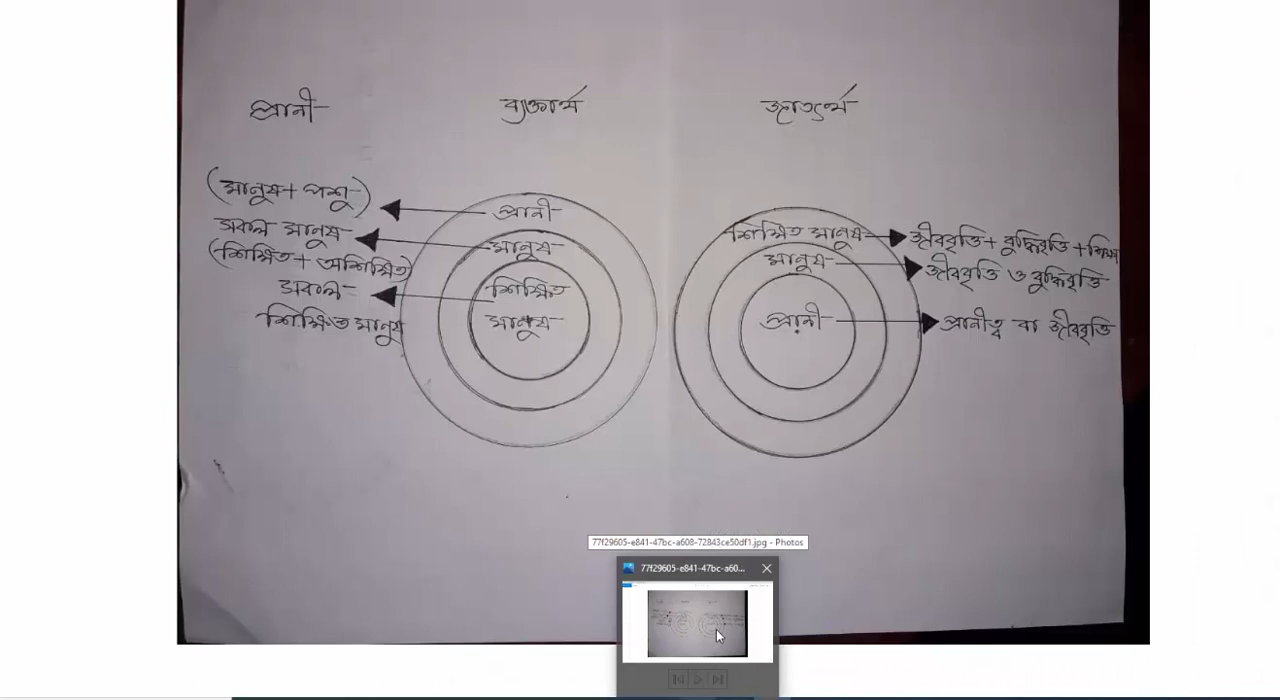 প্রানী
ব্যক্তার্থ
জাত্যর্থ
(মানুষ + পশু)
সকল মানুষ
(শিক্ষিত + অশিক্ষিত)
সকল
শিক্ষিত মানুষ
প্রানী
মানুষ
শিক্ষিত
মানুষ
শিক্ষিত মানুষ
মানুষ
প্রানী
জীববৃত্তি + বুদ্ধিবৃত্তি +
জীববৃত্তি ও বুদ্ধিবৃত্তি
প্রানীত্ব বা জীববৃত্তি
77f29605-e841-47bc-a608-72843ce50df1.jpg - Photos
77f29605-e841-47bc-a60...